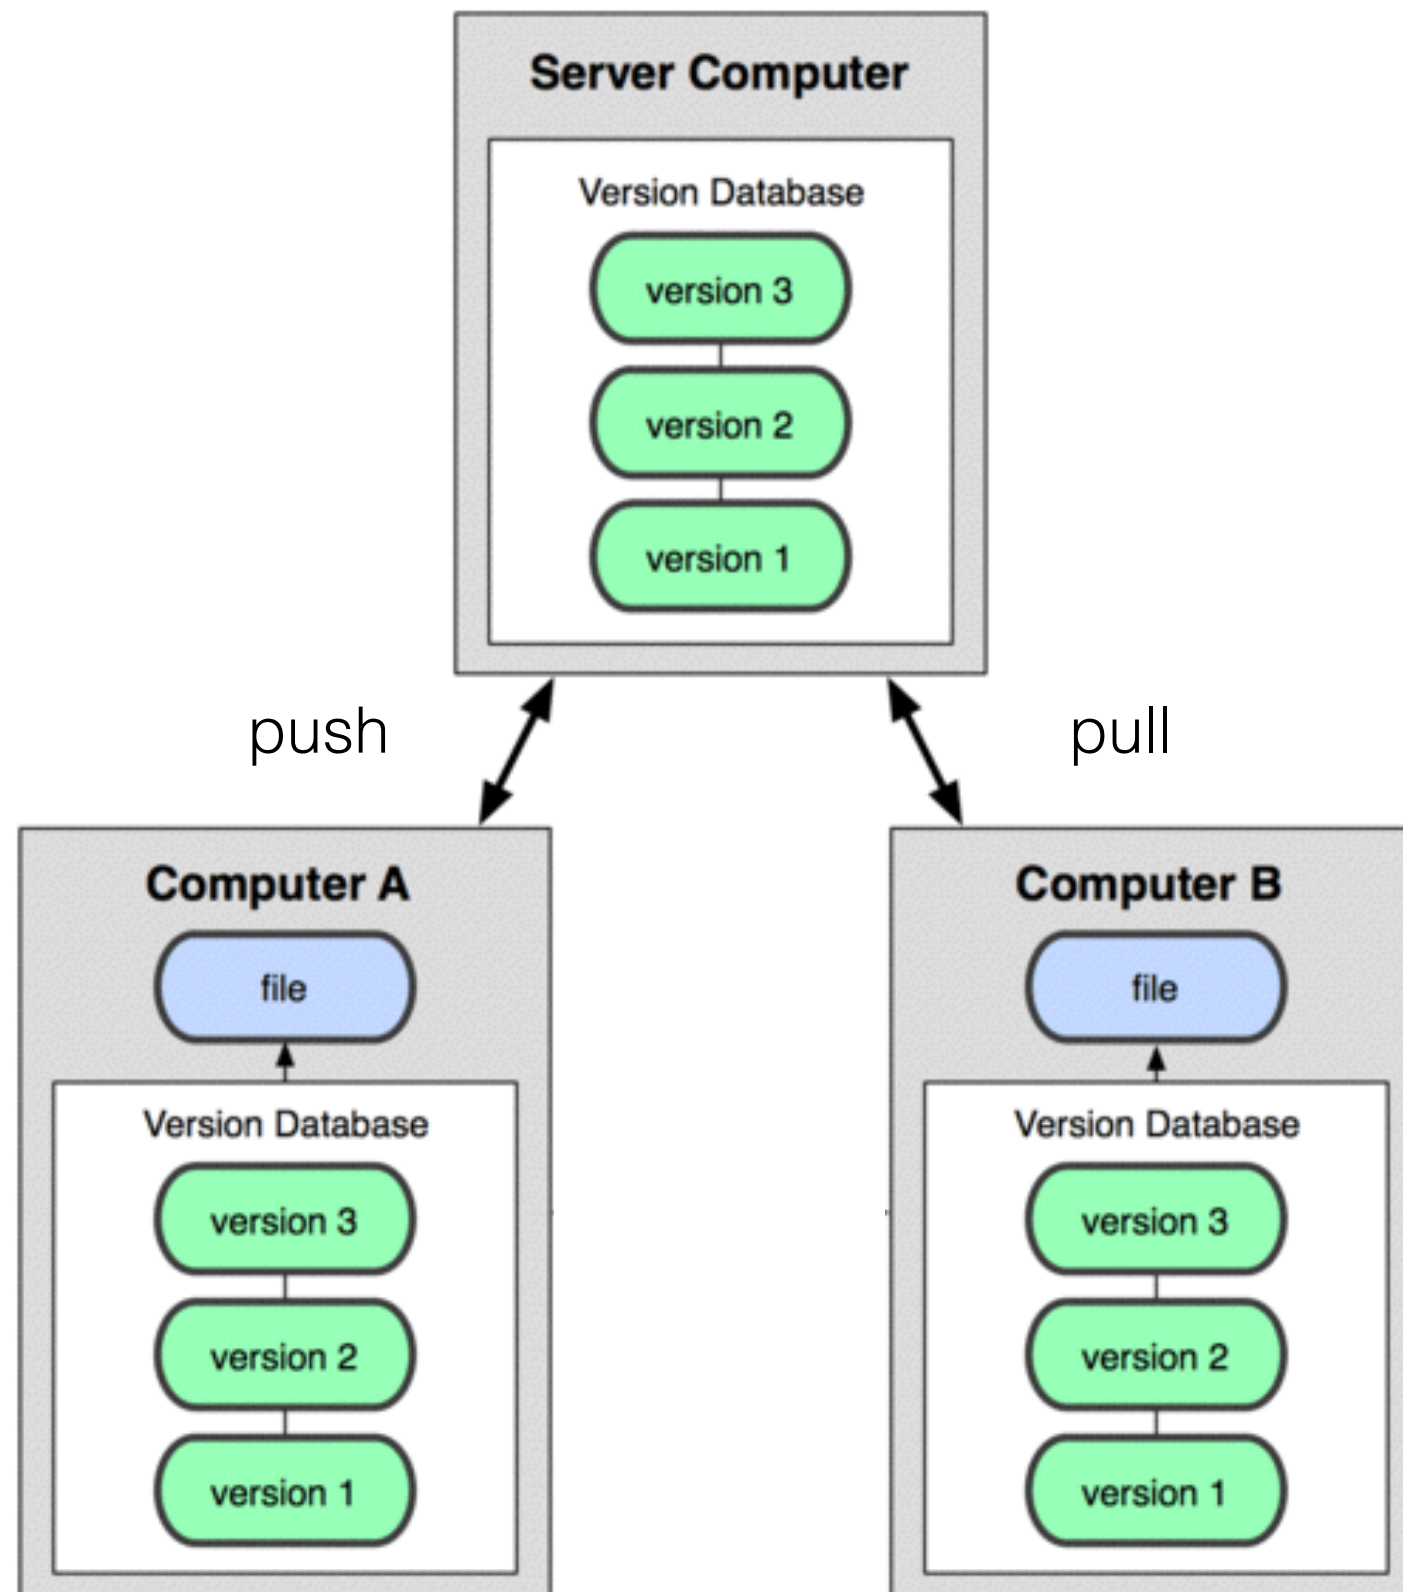 Server Computer
Version Database
version 3
version 2
version 1
push
pull
Computer A
file
Version Database
version 3
version 2
version 1
Computer B
file
Version Database
version 3
version 2
version 1